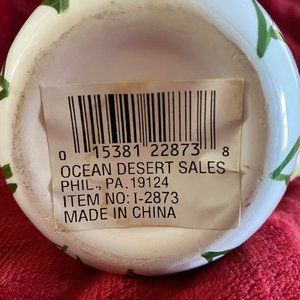 0 15381 22873 8
OCEAN DESERT SALES
PHIL., PA. 19124
ITEM NO: I-2873
MADE IN CHINA